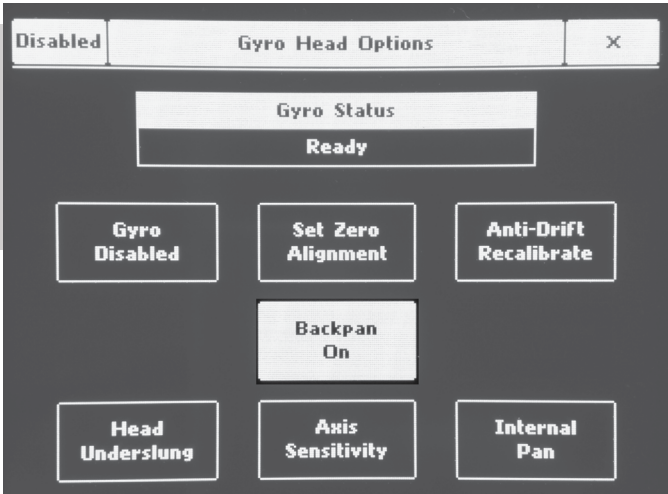 Disabled
Gyro Head Options
×
Gyro Status
Ready
Gyro
Disabled
Set Zero
Alignment
Anti-Drift
Recalibrate
Backpan
On
Head
Underslung
Axis
Sensitivity
Internal
Pan